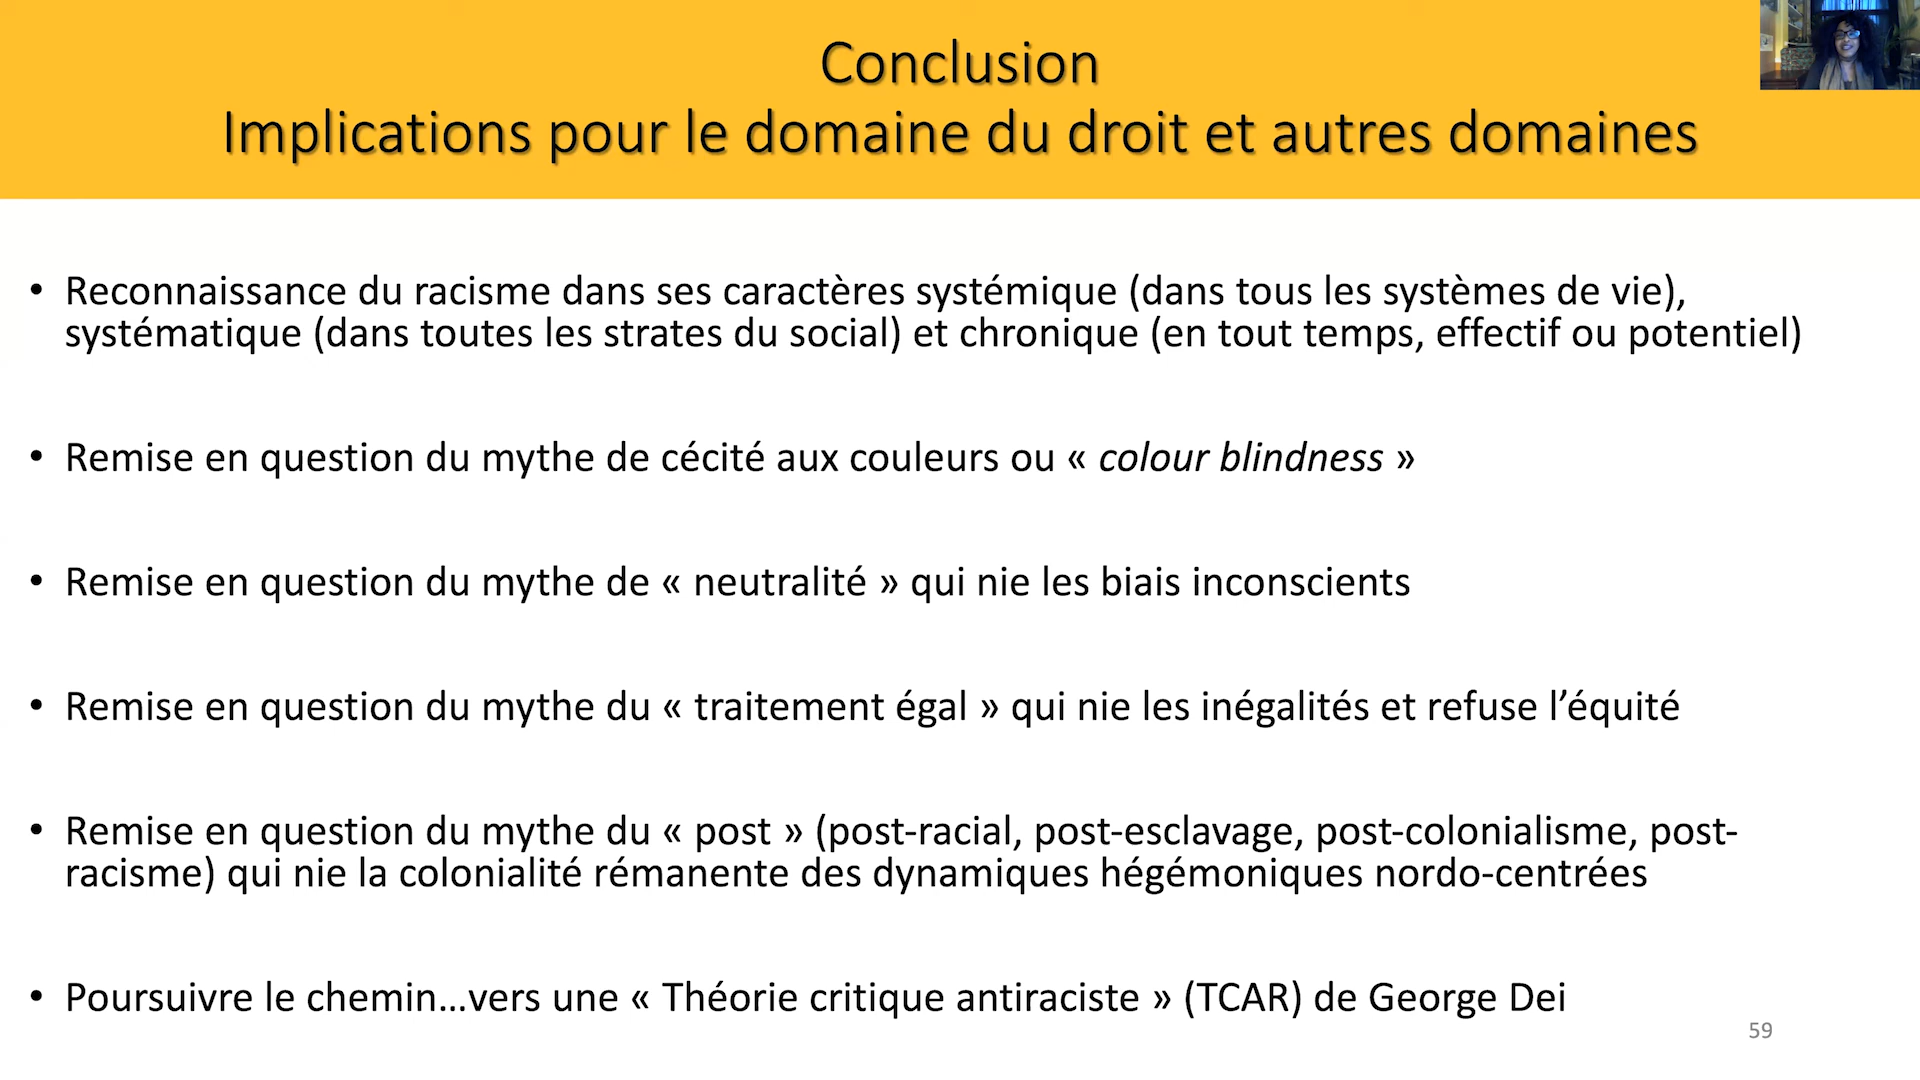 Conclusion
Implications pour le domaine du droit et autres domaines
• Reconnaissance du racisme dans ses caractères systémique (dans tous les systèmes de vie),
systématique (dans toutes les strates du social) et chronique (en tout temps, effectif ou potentiel)
• Remise en question du mythe de cécité aux couleurs ou « colour blindness »
• Remise en question du mythe de « neutralité » qui nie les biais inconscients
• Remise en question du mythe du « traitement égal » qui nie les inégalités et refuse l’équité
• Remise en question du mythe du « post » (post-racial, post-esclavage, post-colonialisme, post-
racisme) qui nie la colonialité rémanente des dynamiques hégémoniques nordo-centrées
• Poursuivre le chemin…vers une « Théorie critique antiraciste » (TCAR) de George Dei
59